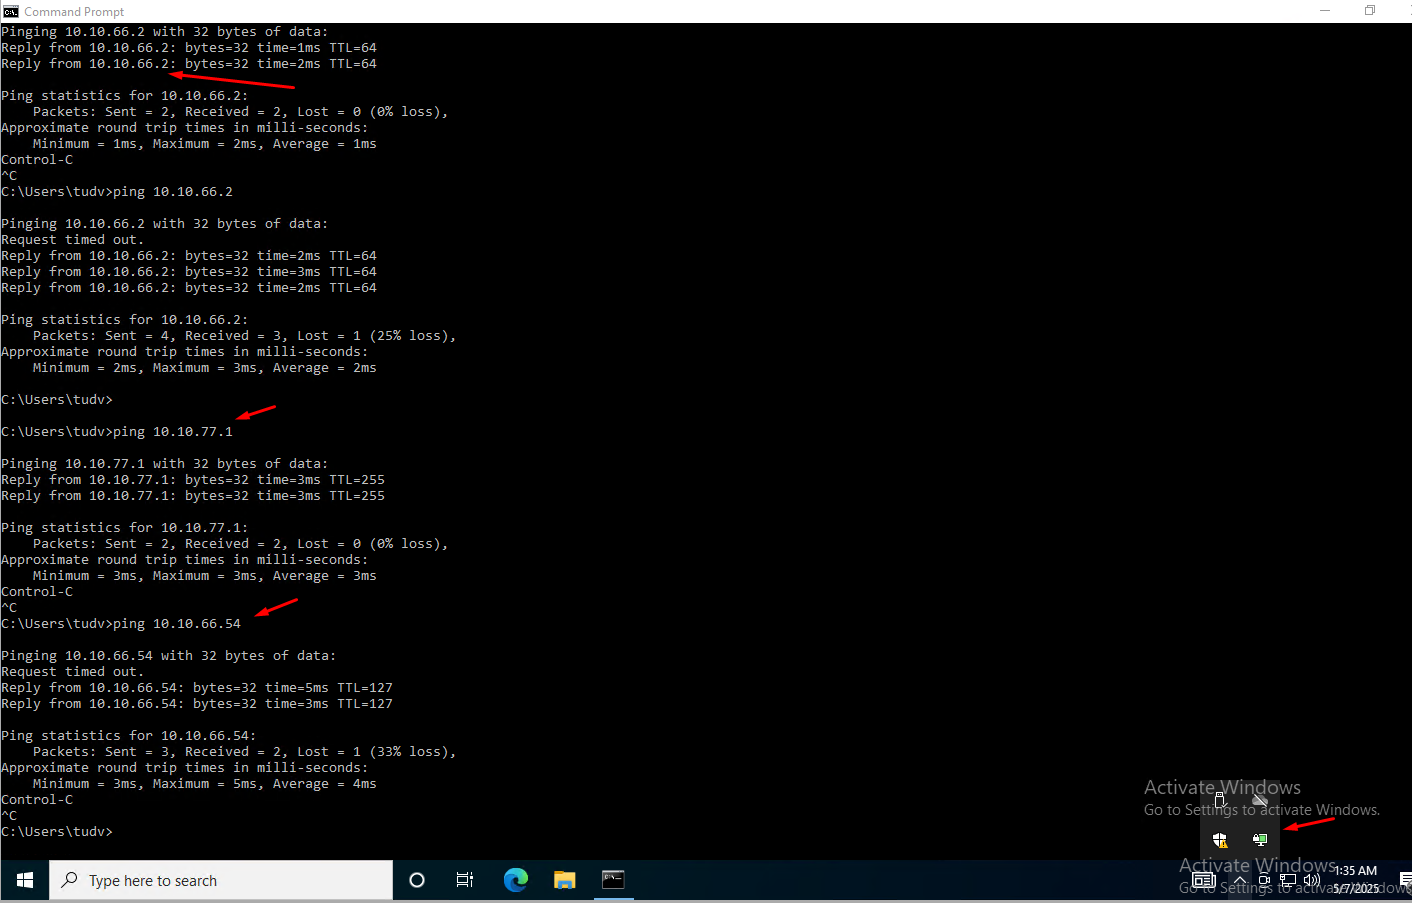 Command Prompt
Pinging 10.10.66.2 with 32 bytes of data:
Reply from 10.10.66.2: bytes=32 time=1ms TTL=64
Reply from 10.10.66.2: bytes=32 time=2ms TTL=64
Ping statistics for 10.10.66.2:
Packets: Sent = 2, Received = 2, Lost = 0 (0% loss),
Approximate round trip times in milli-seconds:
Minimum = 1ms, Maximum = 2ms, Average = 1ms
Control-C
^C
C:\Users\tudv>ping 10.10.66.2
Pinging 10.10.66.2 with 32 bytes of data:
Request timed out.
Reply from 10.10.66.2: bytes=32 time=2ms TTL=64
Reply from 10.10.66.2: bytes=32 time=3ms TTL=64
Reply from 10.10.66.2: bytes=32 time=2ms TTL=64
Ping statistics for 10.10.66.2:
Packets: Sent = 4, Received = 3, Lost = 1 (25% loss),
Approximate round trip times in milli-seconds:
Minimum = 2ms, Maximum = 3ms, Average = 2ms
C:\Users\tudv>
C:\Users\tudv>ping 10.10.77.1
Pinging 10.10.77.1 with 32 bytes of data:
Reply from 10.10.77.1: bytes=32 time=3ms TTL=255
Reply from 10.10.77.1: bytes=32 time=3ms TTL=255
Ping statistics for 10.10.77.1:
Packets: Sent = 2, Received = 2, Lost = 0 (0% loss),
Approximate round trip times in milli-seconds:
Minimum = 3ms, Maximum = 3ms, Average = 3ms
Control-C
^C
C:\Users\tudv>ping 10.10.66.54
Pinging 10.10.66.54 with 32 bytes of data:
Request timed out.
Reply from 10.10.66.54: bytes=32 time=5ms TTL=127
Reply from 10.10.66.54: bytes=32 time=3ms TTL=127
Ping statistics for 10.10.66.54:
Packets: Sent = 3, Received = 2, Lost = 1 (33% loss),
Approximate round trip times in milli-seconds:
Minimum = 3ms, Maximum = 5ms, Average = 4ms
Control-C
^C
C:\Users\tudv>
Activate Windows
Go to Settings to activate Windows.
Activate Windows
Go to Settings to activate Windows
Type here to search
1:35 AM
5/7/2025